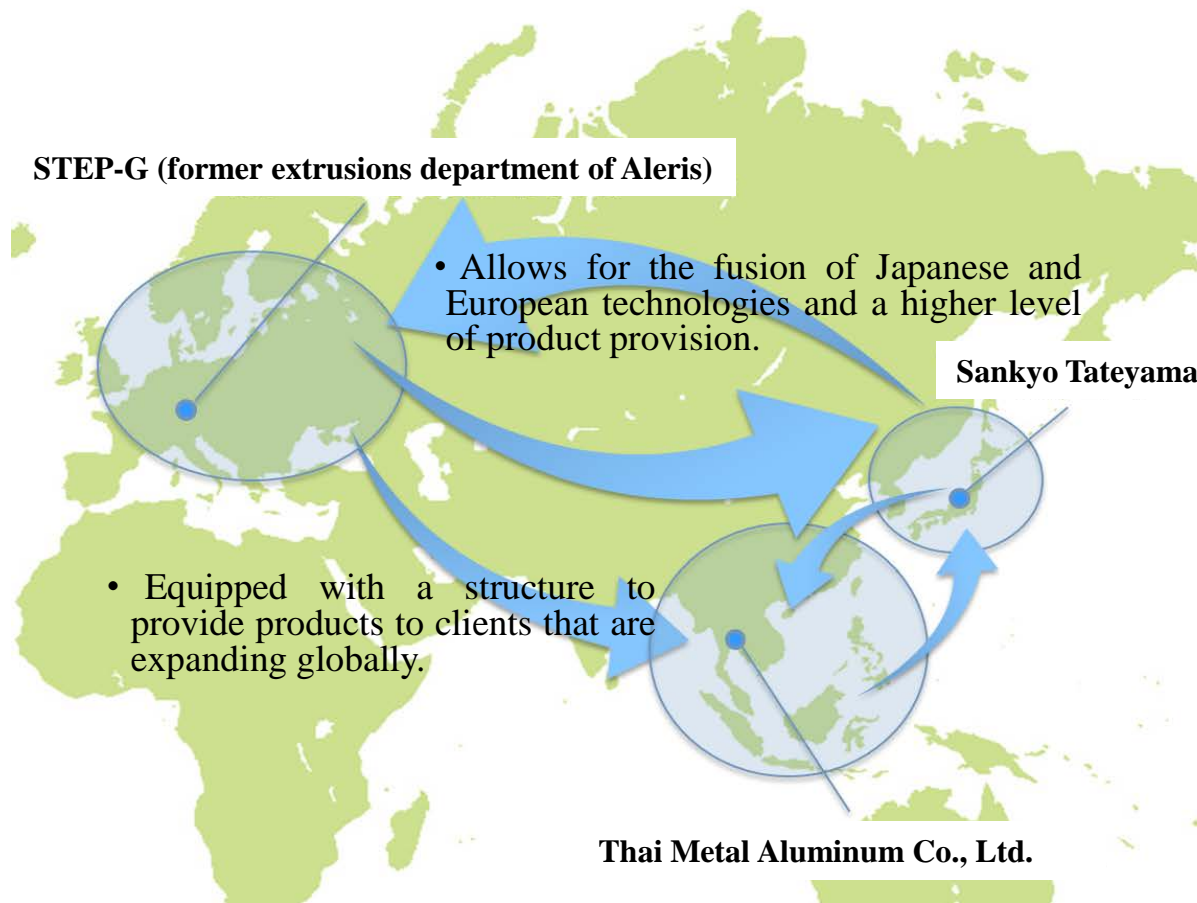 STEP-G (former extrusions department of Aleris)
• Allows for the fusion of Japanese and
European technologies and a higher level
of product provision.
Sankyo Tateyama
• Equipped with a structure to
provide products to clients that are
expanding globally.
Thai Metal Aluminum Co., Ltd.